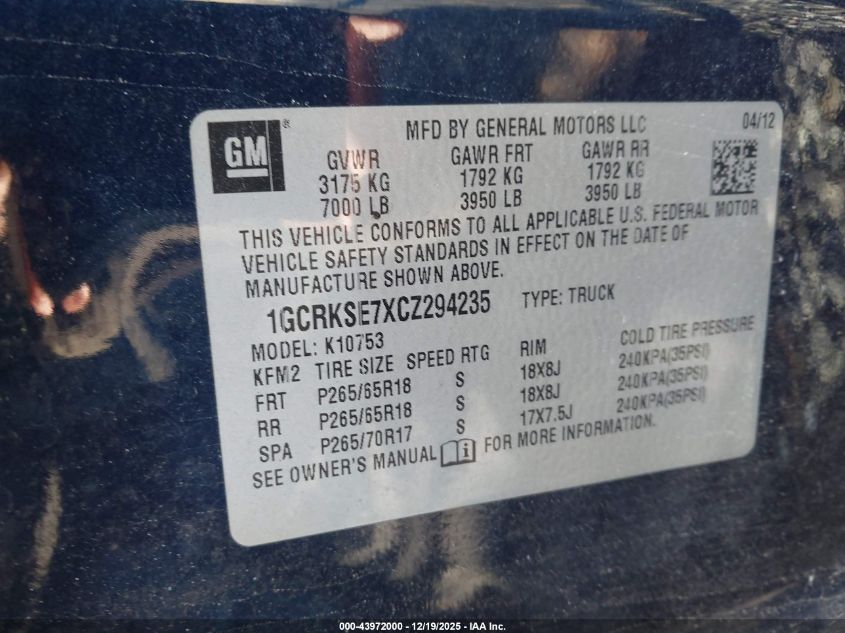 GM ®
MFD BY GENERAL MOTORS LLC 04/12
GVWR GAWR FRT GAWR RR
3175 KG 1792 KG 1792 KG
7000 LB 3950 LB 3950 LB
THIS VEHICLE CONFORMS TO ALL APPLICABLE U.S. FEDERAL MOTOR
VEHICLE SAFETY STANDARDS IN EFFECT ON THE DATE OF
MANUFACTURE SHOWN ABOVE.
1GCRKSE7XCZ294235 TYPE: TRUCK
MODEL: K10753
KFM2 TIRE SIZE SPEED RTG RIM COLD TIRE PRESSURE
FRT P265/65R18 S 18X8J 240KPA(35PSI)
RR P265/65R18 S 18X8J 240KPA(35PSI)
SPA P265/70R17 S 17X7.5J 240KPA(35PSI)
SEE OWNER'S MANUAL FOR MORE INFORMATION.
000-43972000 - 12/19/2025 - IAA Inc.